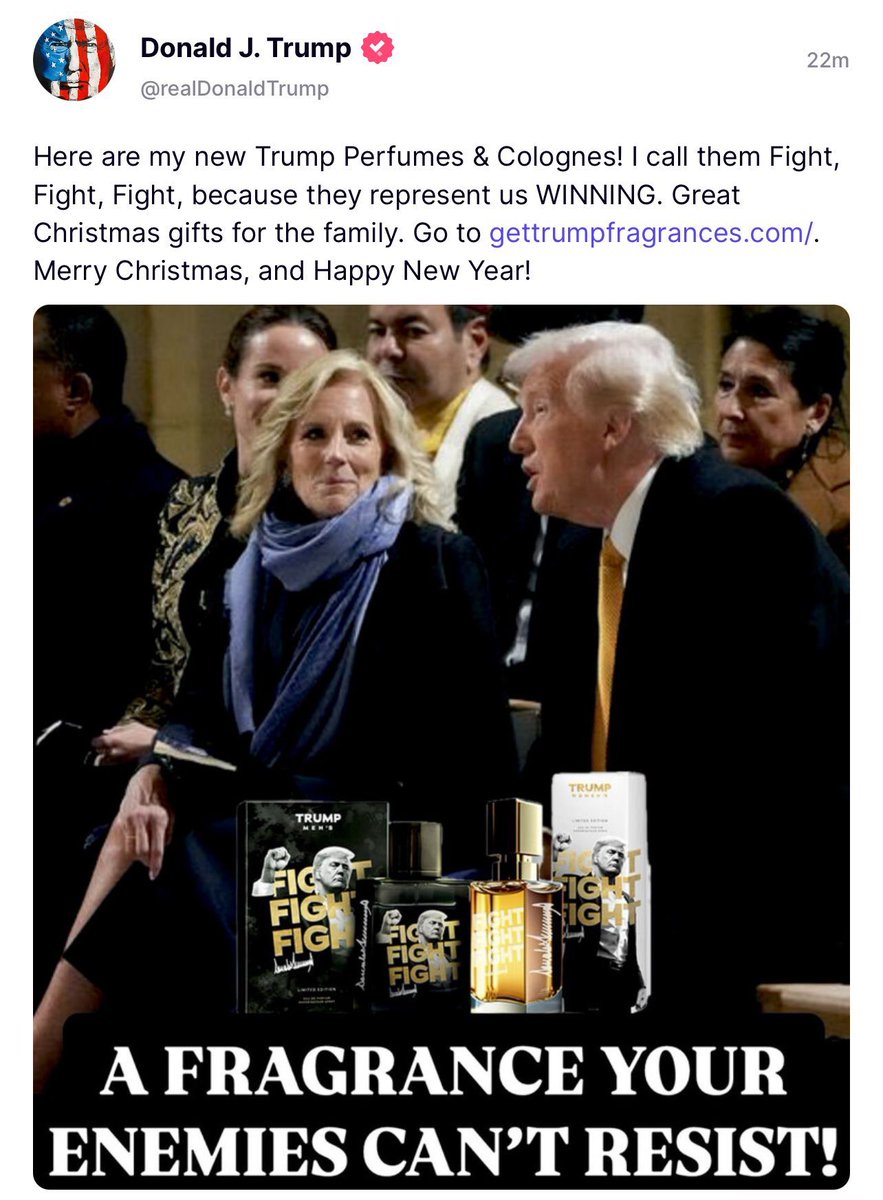 Donald J. Trump
22m
@realDonaldTrump
Here are my new Trump Perfumes & Colognes! I call them Fight,
Fight, Fight, because they represent us WINNING. Great
Christmas gifts for the family. Go to gettrumpfragrances.com/.
Merry Christmas, and Happy New Year!
TRUMP
MEN'S
FIGHT
FIGHT
FIGHT
LIMITED EDITION
FIGHT
FIGHT
FIGHT
FIGHT
FIGHT
FIGHT
TRUMP
WOMEN'S
LIMITED EDITION
FIGHT
FIGHT
FIGHT
A FRAGRANCE YOUR
ENEMIES CAN'T RESIST!